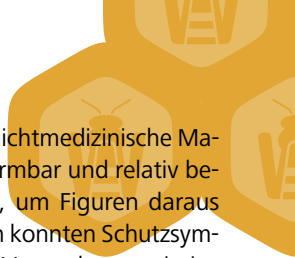 ichtmedizinische Ma-
rmbar und relativ be-
, um Figuren daraus
n konnten Schutzsym-